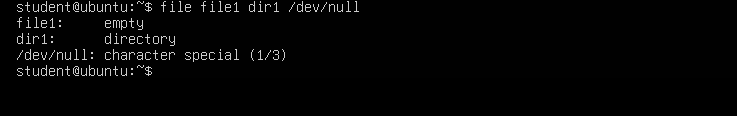 student@ubuntu:~$ file file1 dir1 /dev/null
file1:     empty
dir1:      directory
/dev/null: character special (1/3)
student@ubuntu:~$